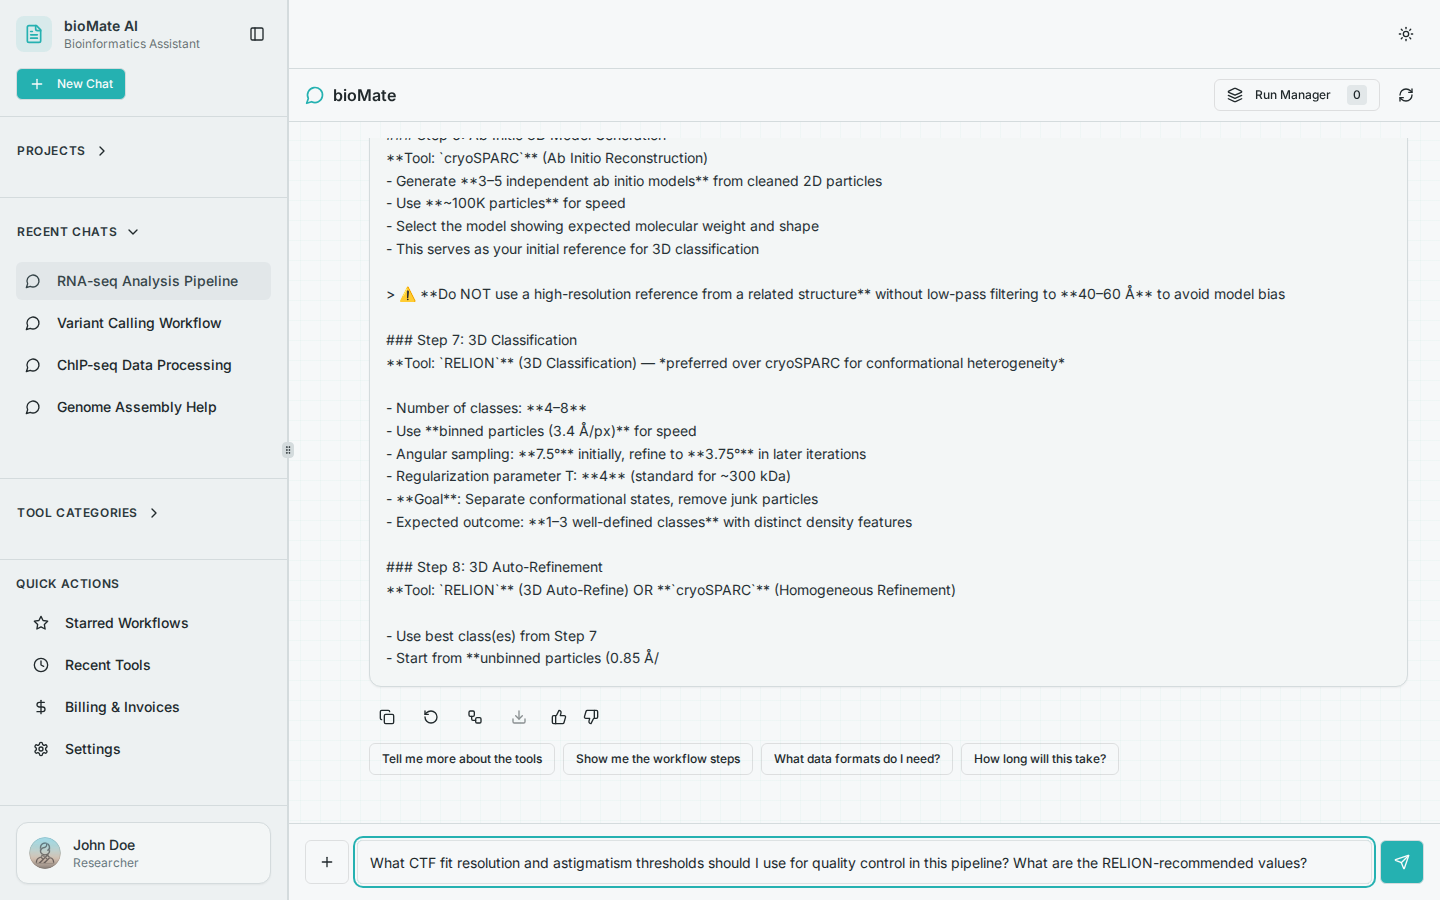 bioMate AI
Bioinformatics Assistant
New Chat
PROJECTS
RECENT CHATS
RNA-seq Analysis Pipeline
Variant Calling Workflow
ChIP-seq Data Processing
Genome Assembly Help
TOOL CATEGORIES
QUICK ACTIONS
Starred Workflows
Recent Tools
Billing & Invoices
Settings
John Doe
Researcher
bioMate
Run Manager 0
**Tool: `cryoSPARC`** (Ab Initio Reconstruction)
- Generate **3–5 independent ab initio models** from cleaned 2D particles
- Use **~100K particles** for speed
- Select the model showing expected molecular weight and shape
- This serves as your initial reference for 3D classification
> ⚠️ **Do NOT use a high-resolution reference from a related structure** without low-pass filtering to **40–60 Å** to avoid model bias
### Step 7: 3D Classification
**Tool: `RELION`** (3D Classification) — *preferred over cryoSPARC for conformational heterogeneity*
- Number of classes: **4–8**
- Use **binned particles (3.4 Å/px)** for speed
- Angular sampling: **7.5°** initially, refine to **3.75°** in later iterations
- Regularization parameter T: **4** (standard for ~300 kDa)
- **Goal**: Separate conformational states, remove junk particles
- Expected outcome: **1–3 well-defined classes** with distinct density features
### Step 8: 3D Auto-Refinement
**Tool: `RELION`** (3D Auto-Refine) OR **`cryoSPARC`** (Homogeneous Refinement)
- Use best class(es) from Step 7
- Start from **unbinned particles (0.85 Å/
Tell me more about the tools
Show me the workflow steps
What data formats do I need?
How long will this take?
What CTF fit resolution and astigmatism thresholds should I use for quality control in this pipeline? What are the RELION-recommended values?